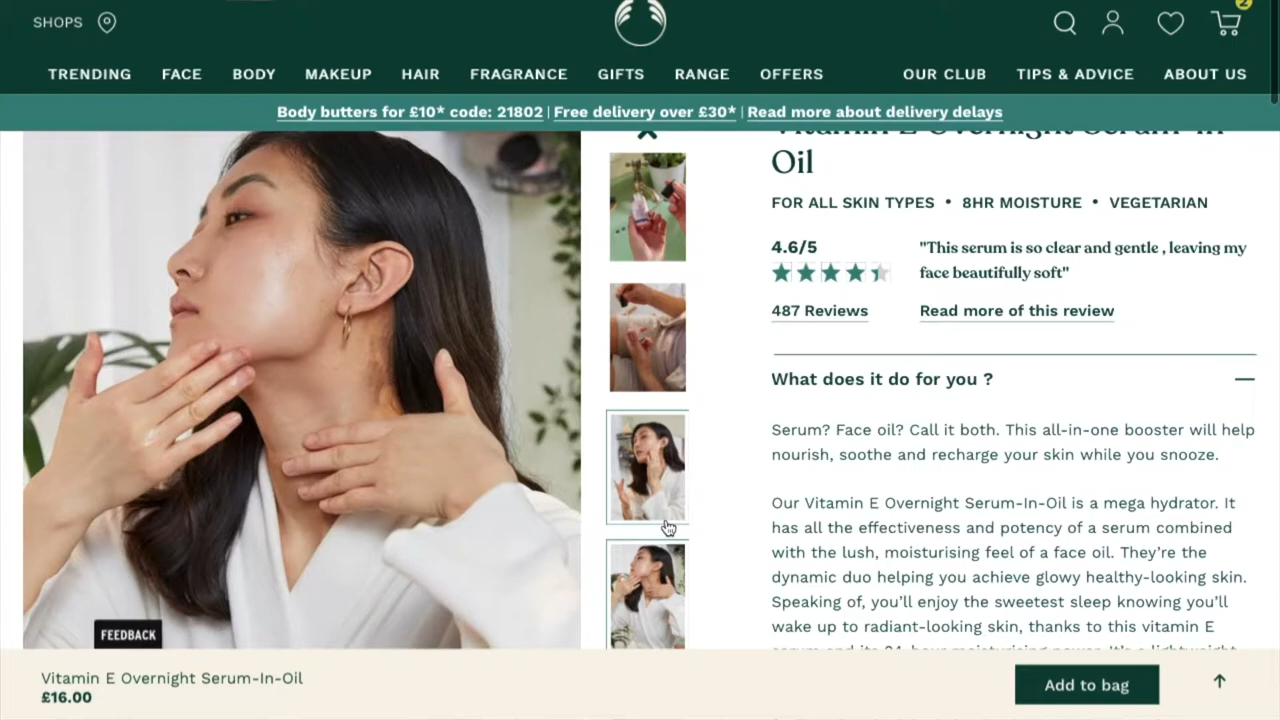 SHOPS
2
TRENDING FACE BODY MAKEUP HAIR FRAGRANCE GIFTS RANGE OFFERS OUR CLUB TIPS & ADVICE ABOUT US
Body butters for £10* code: 21802 | Free delivery over £30* | Read more about delivery delays
Vitamin E Overnight Serum-In-
Oil
FOR ALL SKIN TYPES • 8HR MOISTURE • VEGETARIAN
4.6/5
"This serum is so clear and gentle , leaving my
face beautifully soft"
487 Reviews
Read more of this review
What does it do for you ?
Serum? Face oil? Call it both. This all-in-one booster will help
nourish, soothe and recharge your skin while you snooze.
Our Vitamin E Overnight Serum-In-Oil is a mega hydrator. It
has all the effectiveness and potency of a serum combined
with the lush, moisturising feel of a face oil. They’re the
dynamic duo helping you achieve glowy healthy-looking skin.
Speaking of, you’ll enjoy the sweetest sleep knowing you’ll
wake up to radiant-looking skin, thanks to this vitamin E
FEEDBACK
Vitamin E Overnight Serum-In-Oil
£16.00
Add to bag